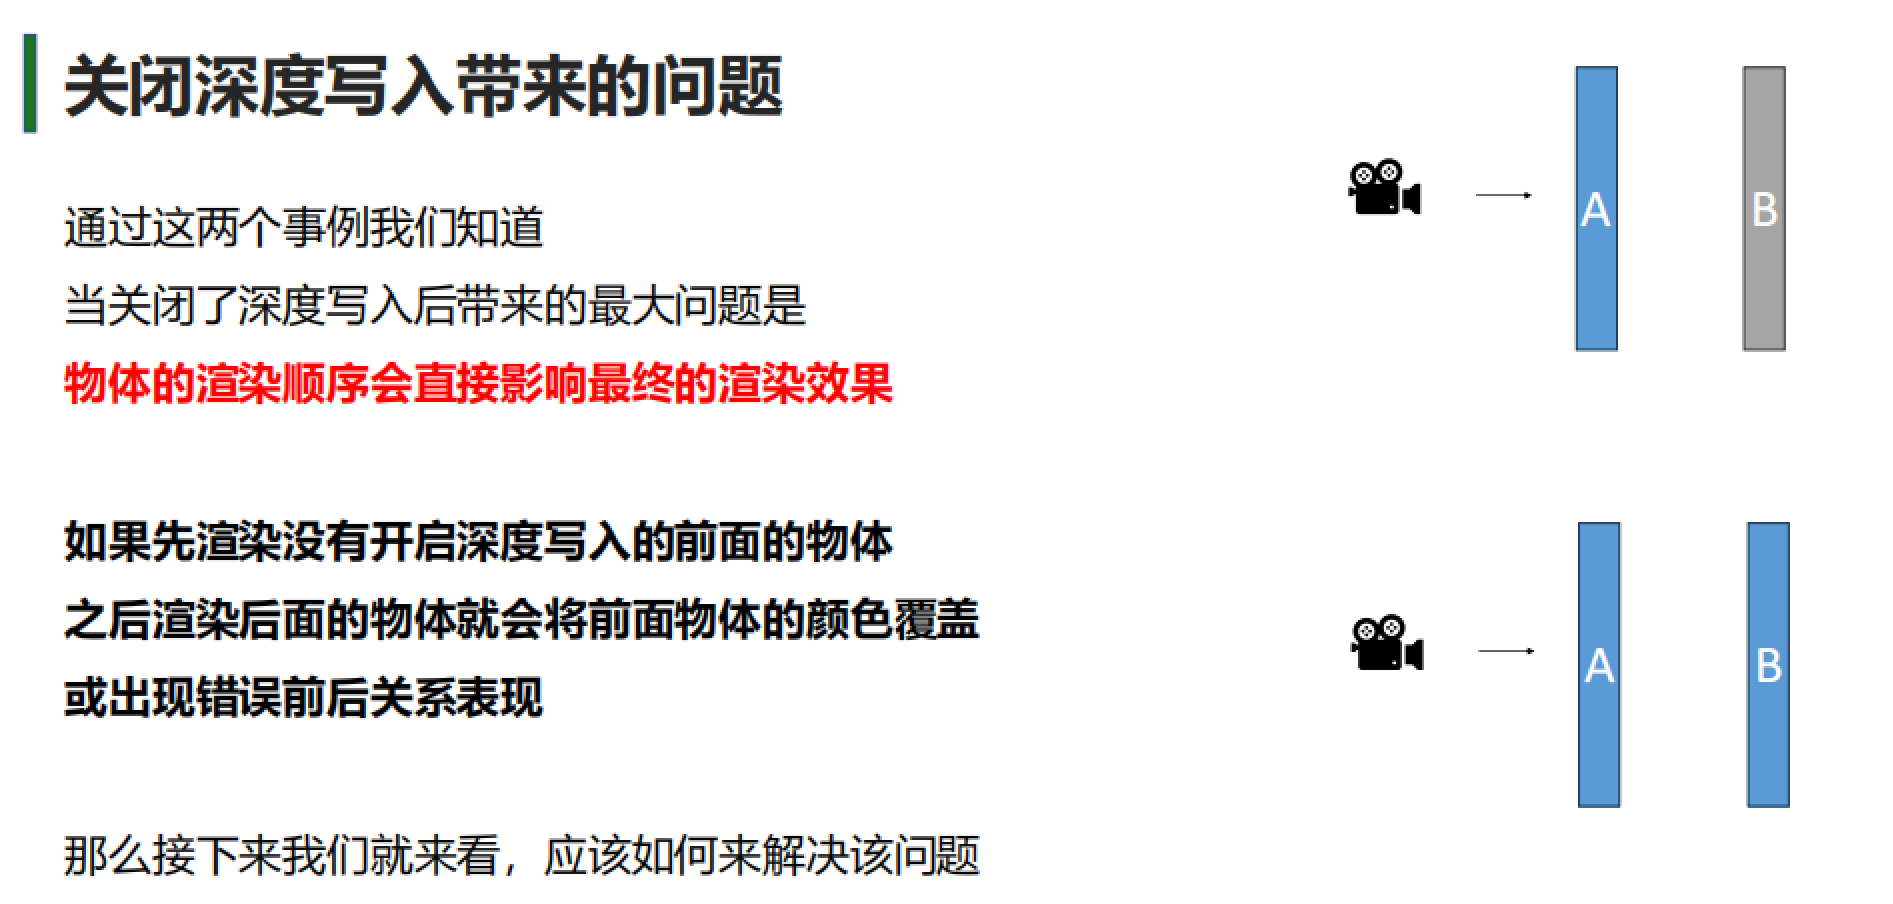 关闭深度写入带来的问题
通过这两个事例我们知道
当关闭了深度写入后带来的最大问题是
物体的渲染顺序会直接影响最终的渲染效果
如果先渲染没有开启深度写入的前面的物体
之后渲染后面的物体就会将前面物体的颜色覆盖
或出现错误前后关系表现
那么接下来我们就来看，应该如何来解决该问题
A
B
A
B